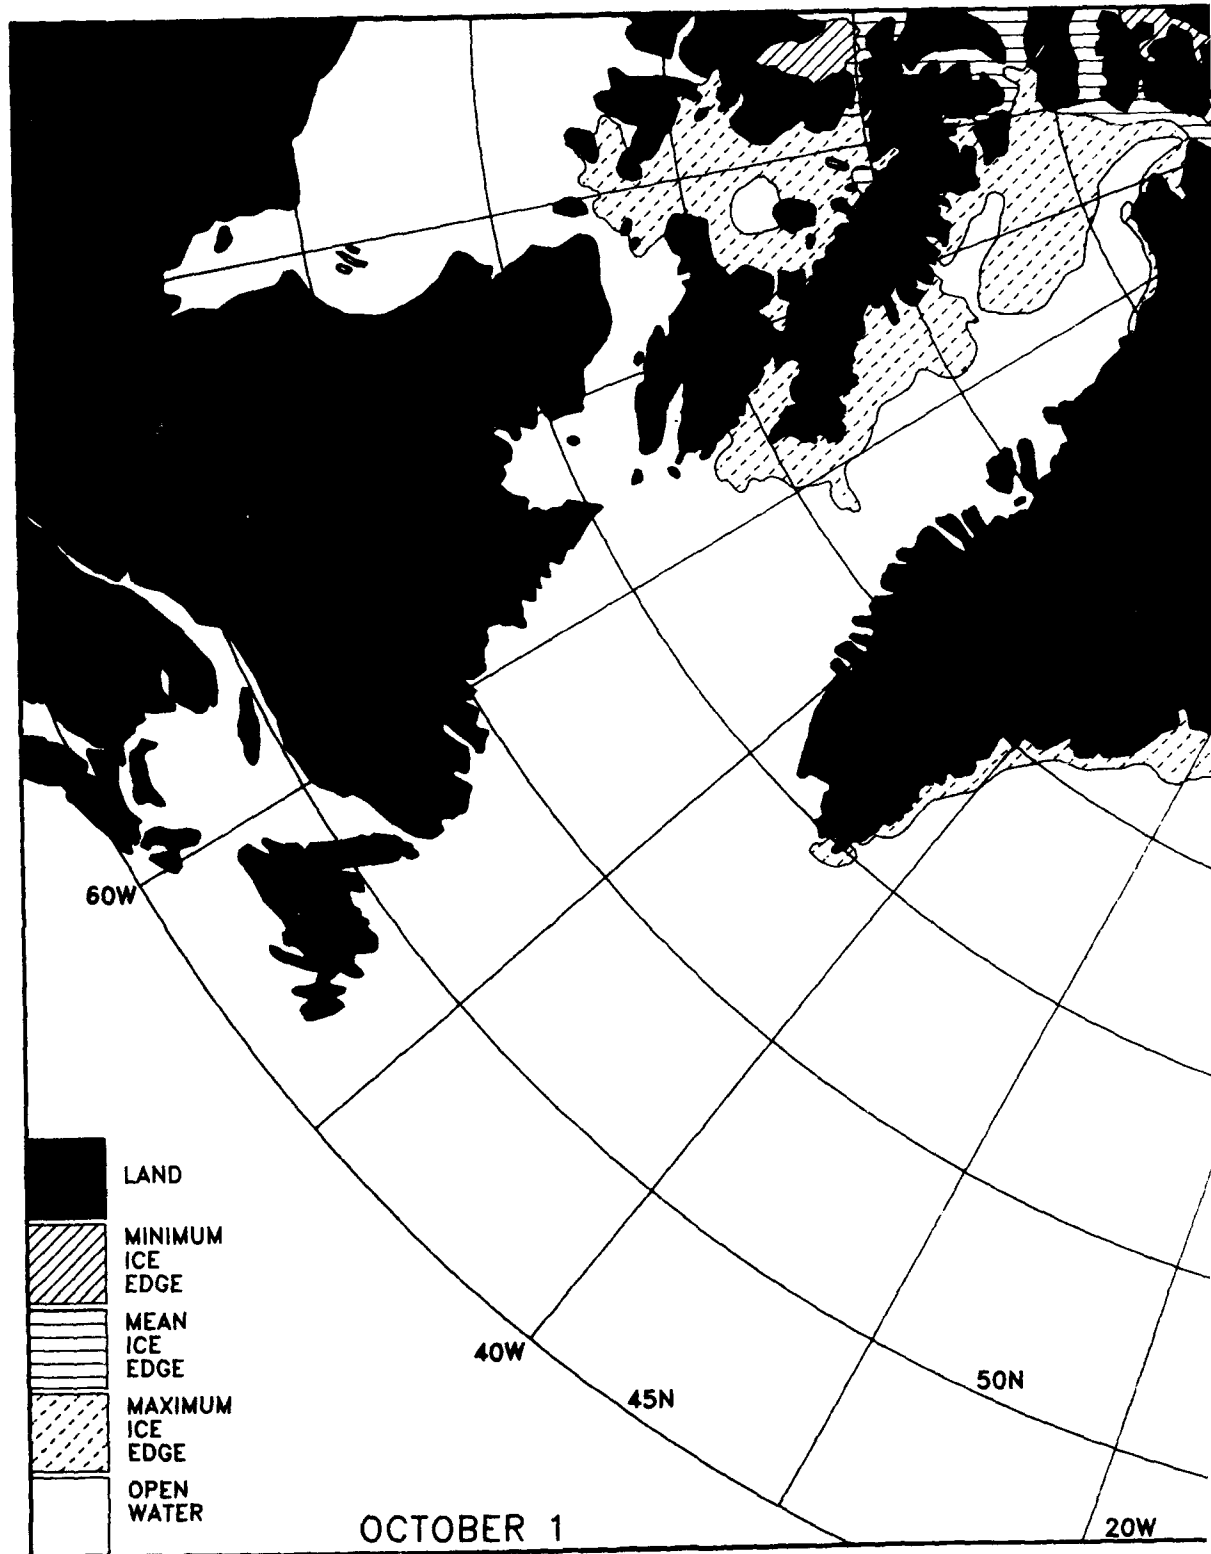 60W
LAND
MINIMUM
ICE
EDGE
MEAN
ICE
EDGE
40W
45N
50N
MAXIMUM
ICE
EDGE
OPEN
WATER
OCTOBER 1
20W